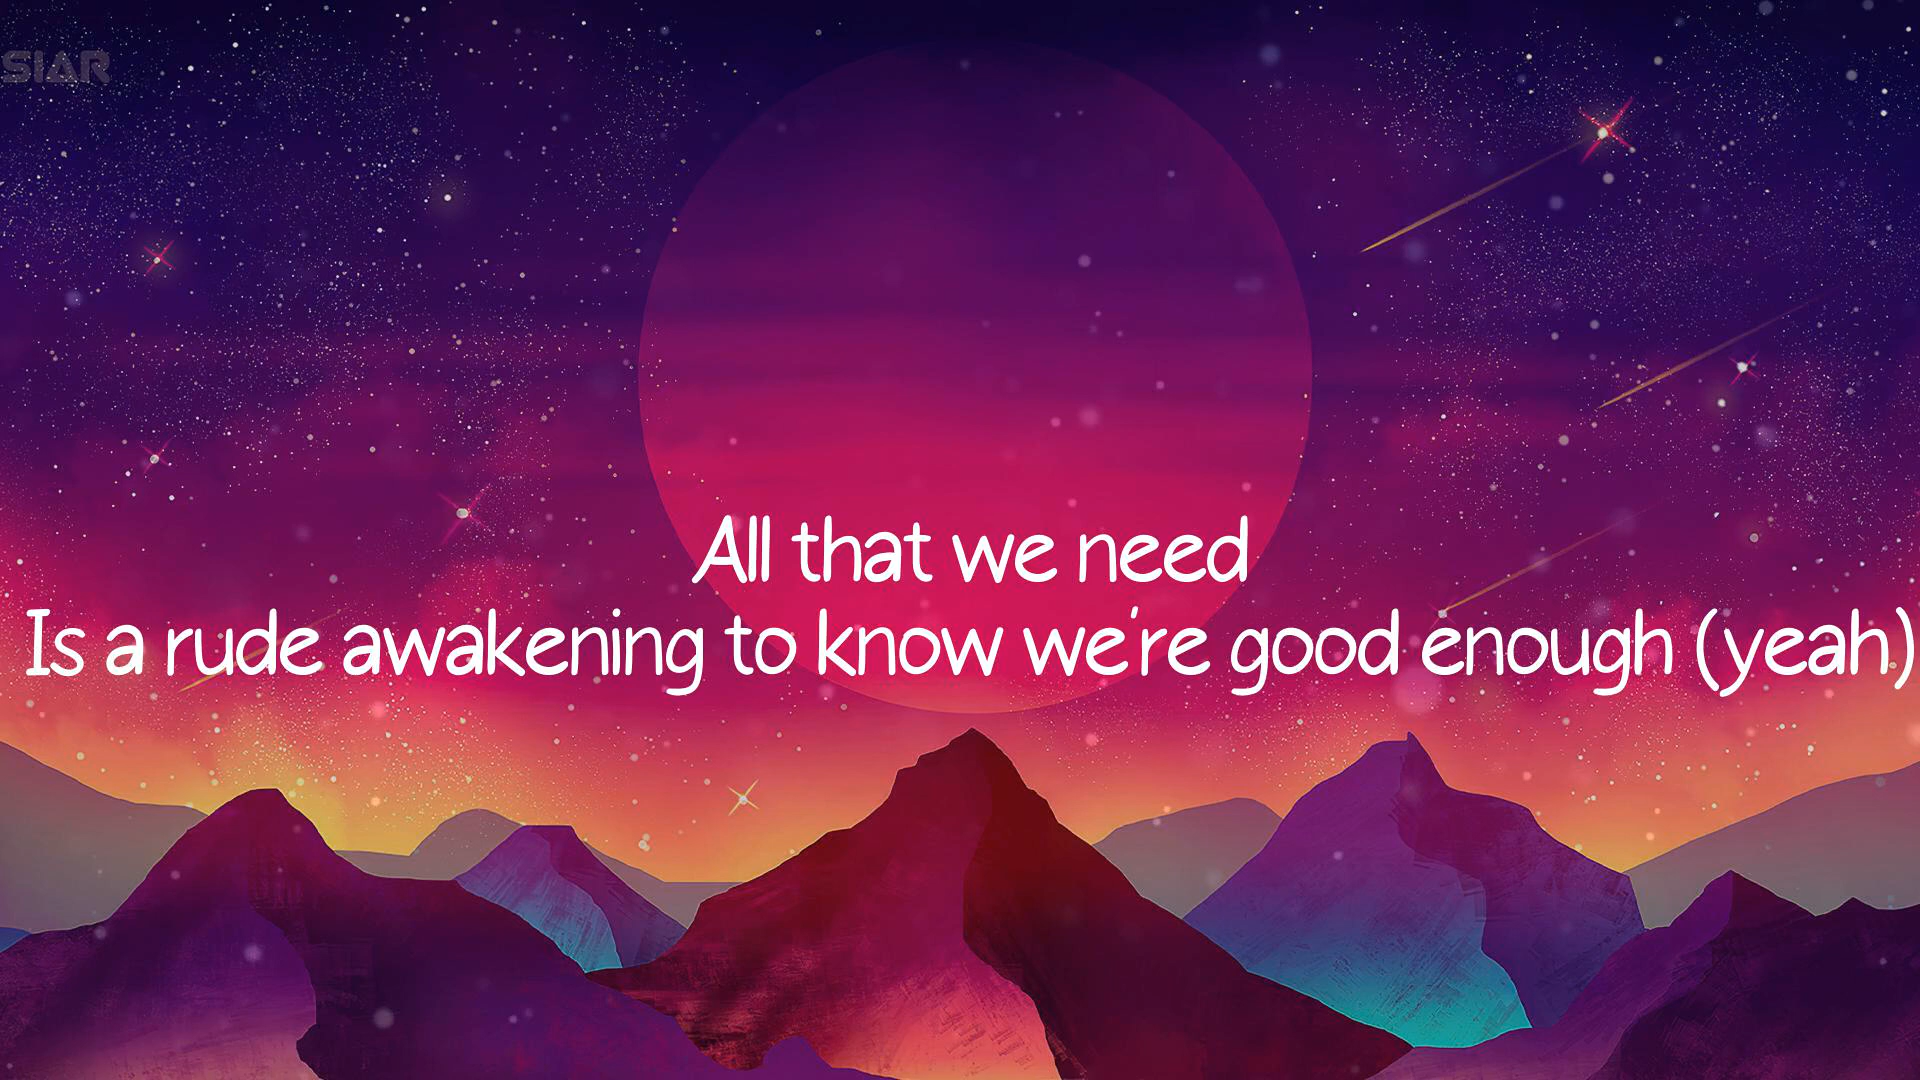 SIAR
All that we need
Is a rude awakening to know we're good enough (yeah)